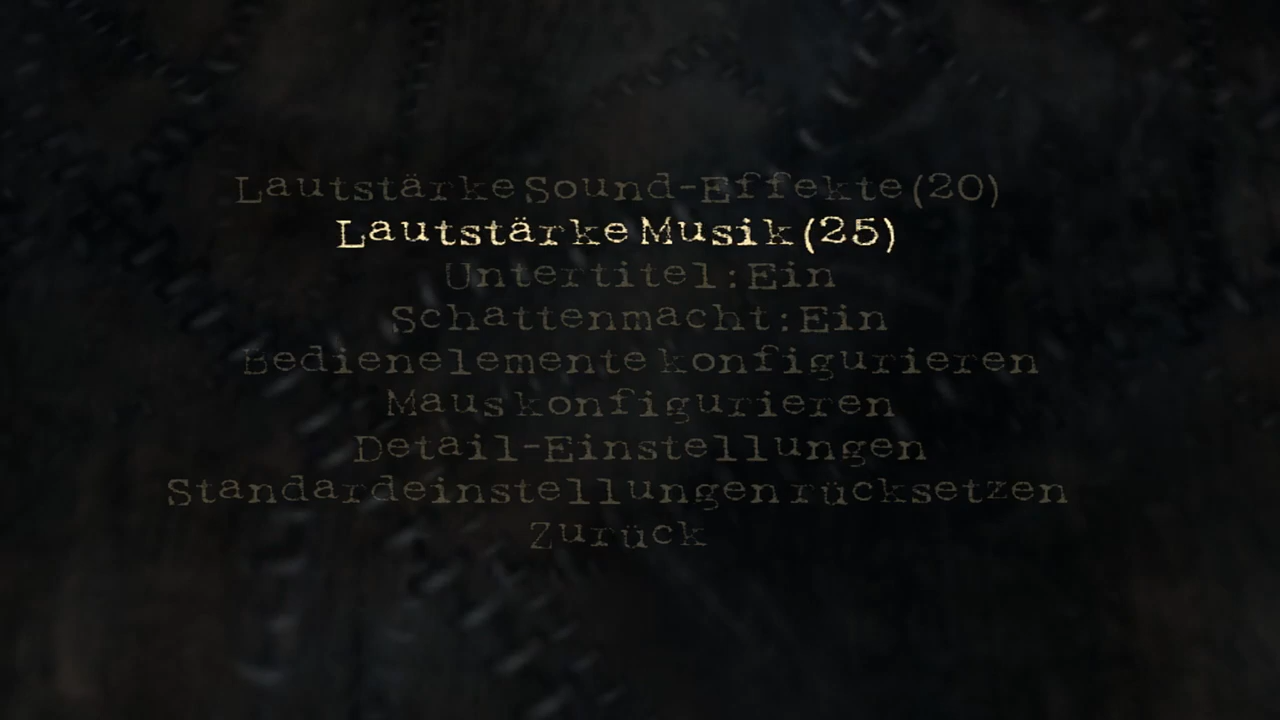 Lautstärke Sound-Effekte (20)
Lautstärke Musik (25)
Untertitel: Ein
Schattenmacht: Ein
Bedienelemente konfigurieren
Maus konfigurieren
Detail-Einstellungen
Standardeinstellungen rücksetzen
Zurück